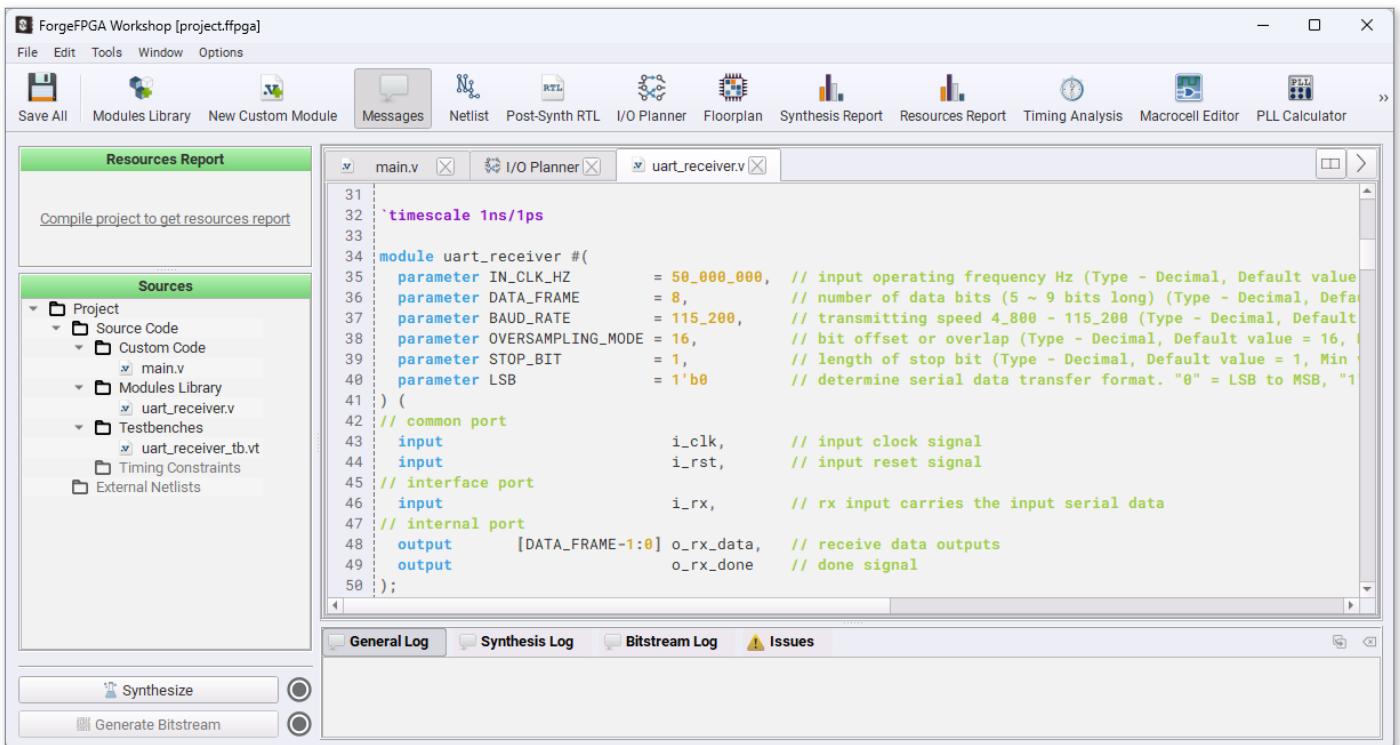 ForgeFPGA Workshop [project.ffpga]
File Edit Tools Window Options
Save All Modules Library New Custom Module Messages Netlist Post-Synth RTL I/O Planner Floorplan Synthesis Report Resources Report Timing Analysis Macrocell Editor PLL Calculator »
Resources Report
Compile project to get resources report
Sources
Project
Source Code
Custom Code
main.v
Modules Library
uart_receiver.v
Testbenches
uart_receiver_tb.vt
Timing Constraints
External Netlists
Synthesize
Generate Bitstream
main.v I/O Planner uart_receiver.v
31
32 `timescale 1ns/1ps
33
34 module uart_receiver #(
35 parameter IN_CLK_HZ = 50_000_000, // input operating frequency Hz (Type - Decimal, Default value
36 parameter DATA_FRAME = 8, // number of data bits (5 ~ 9 bits long) (Type - Decimal, Defau
37 parameter BAUD_RATE = 115_200, // transmitting speed 4_800 - 115_200 (Type - Decimal, Default
38 parameter OVERSAMPLING_MODE = 16, // bit offset or overlap (Type - Decimal, Default value = 16,
39 parameter STOP_BIT = 1, // length of stop bit (Type - Decimal, Default value = 1, Min
40 parameter LSB = 1'b0 // determine serial data transfer format. "0" = LSB to MSB, "1"
41 ) (
42 // common port
43 input i_clk, // input clock signal
44 input i_rst, // input reset signal
45 // interface port
46 input i_rx, // rx input carries the input serial data
47 // internal port
48 output [DATA_FRAME-1:0] o_rx_data, // receive data outputs
49 output o_rx_done // done signal
50 );
General Log Synthesis Log Bitstream Log Issues